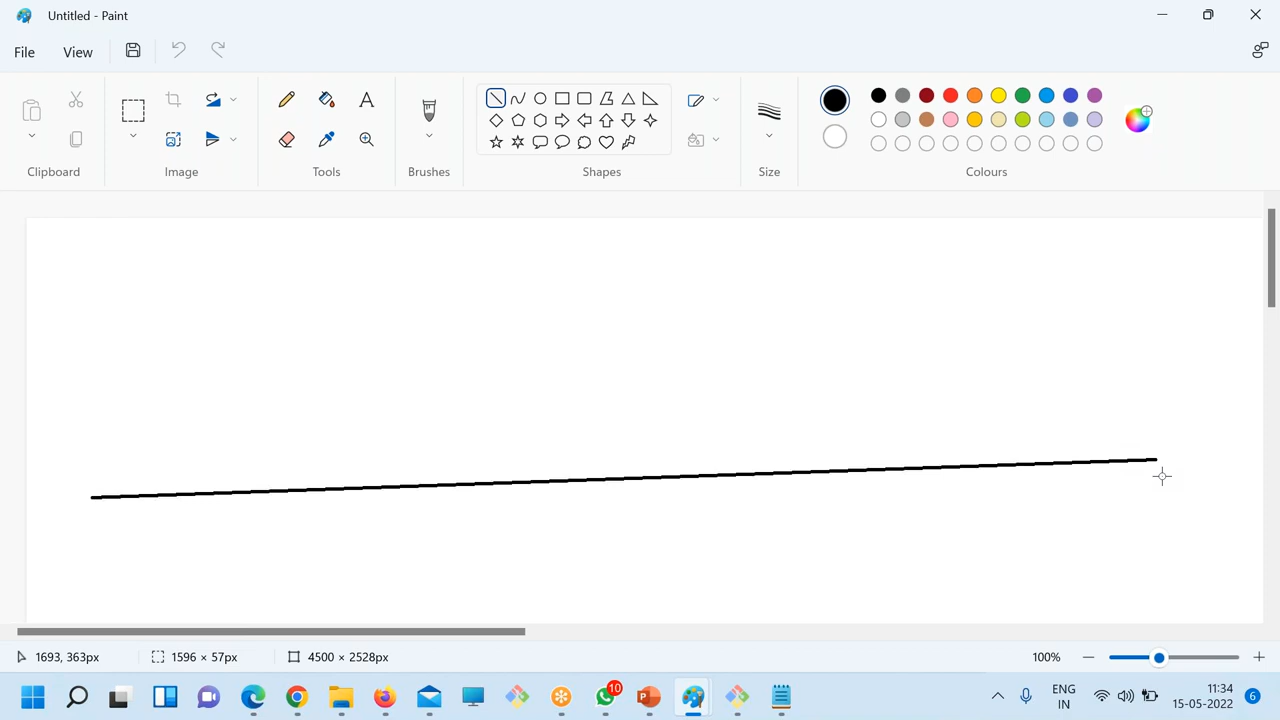 Untitled - Paint
File View
Clipboard Image Tools Brushes Shapes Size Colours
1693, 363px 1596 × 57px 4500 × 2528px 100%
10
ENG
IN
11:34
15-05-2022
6